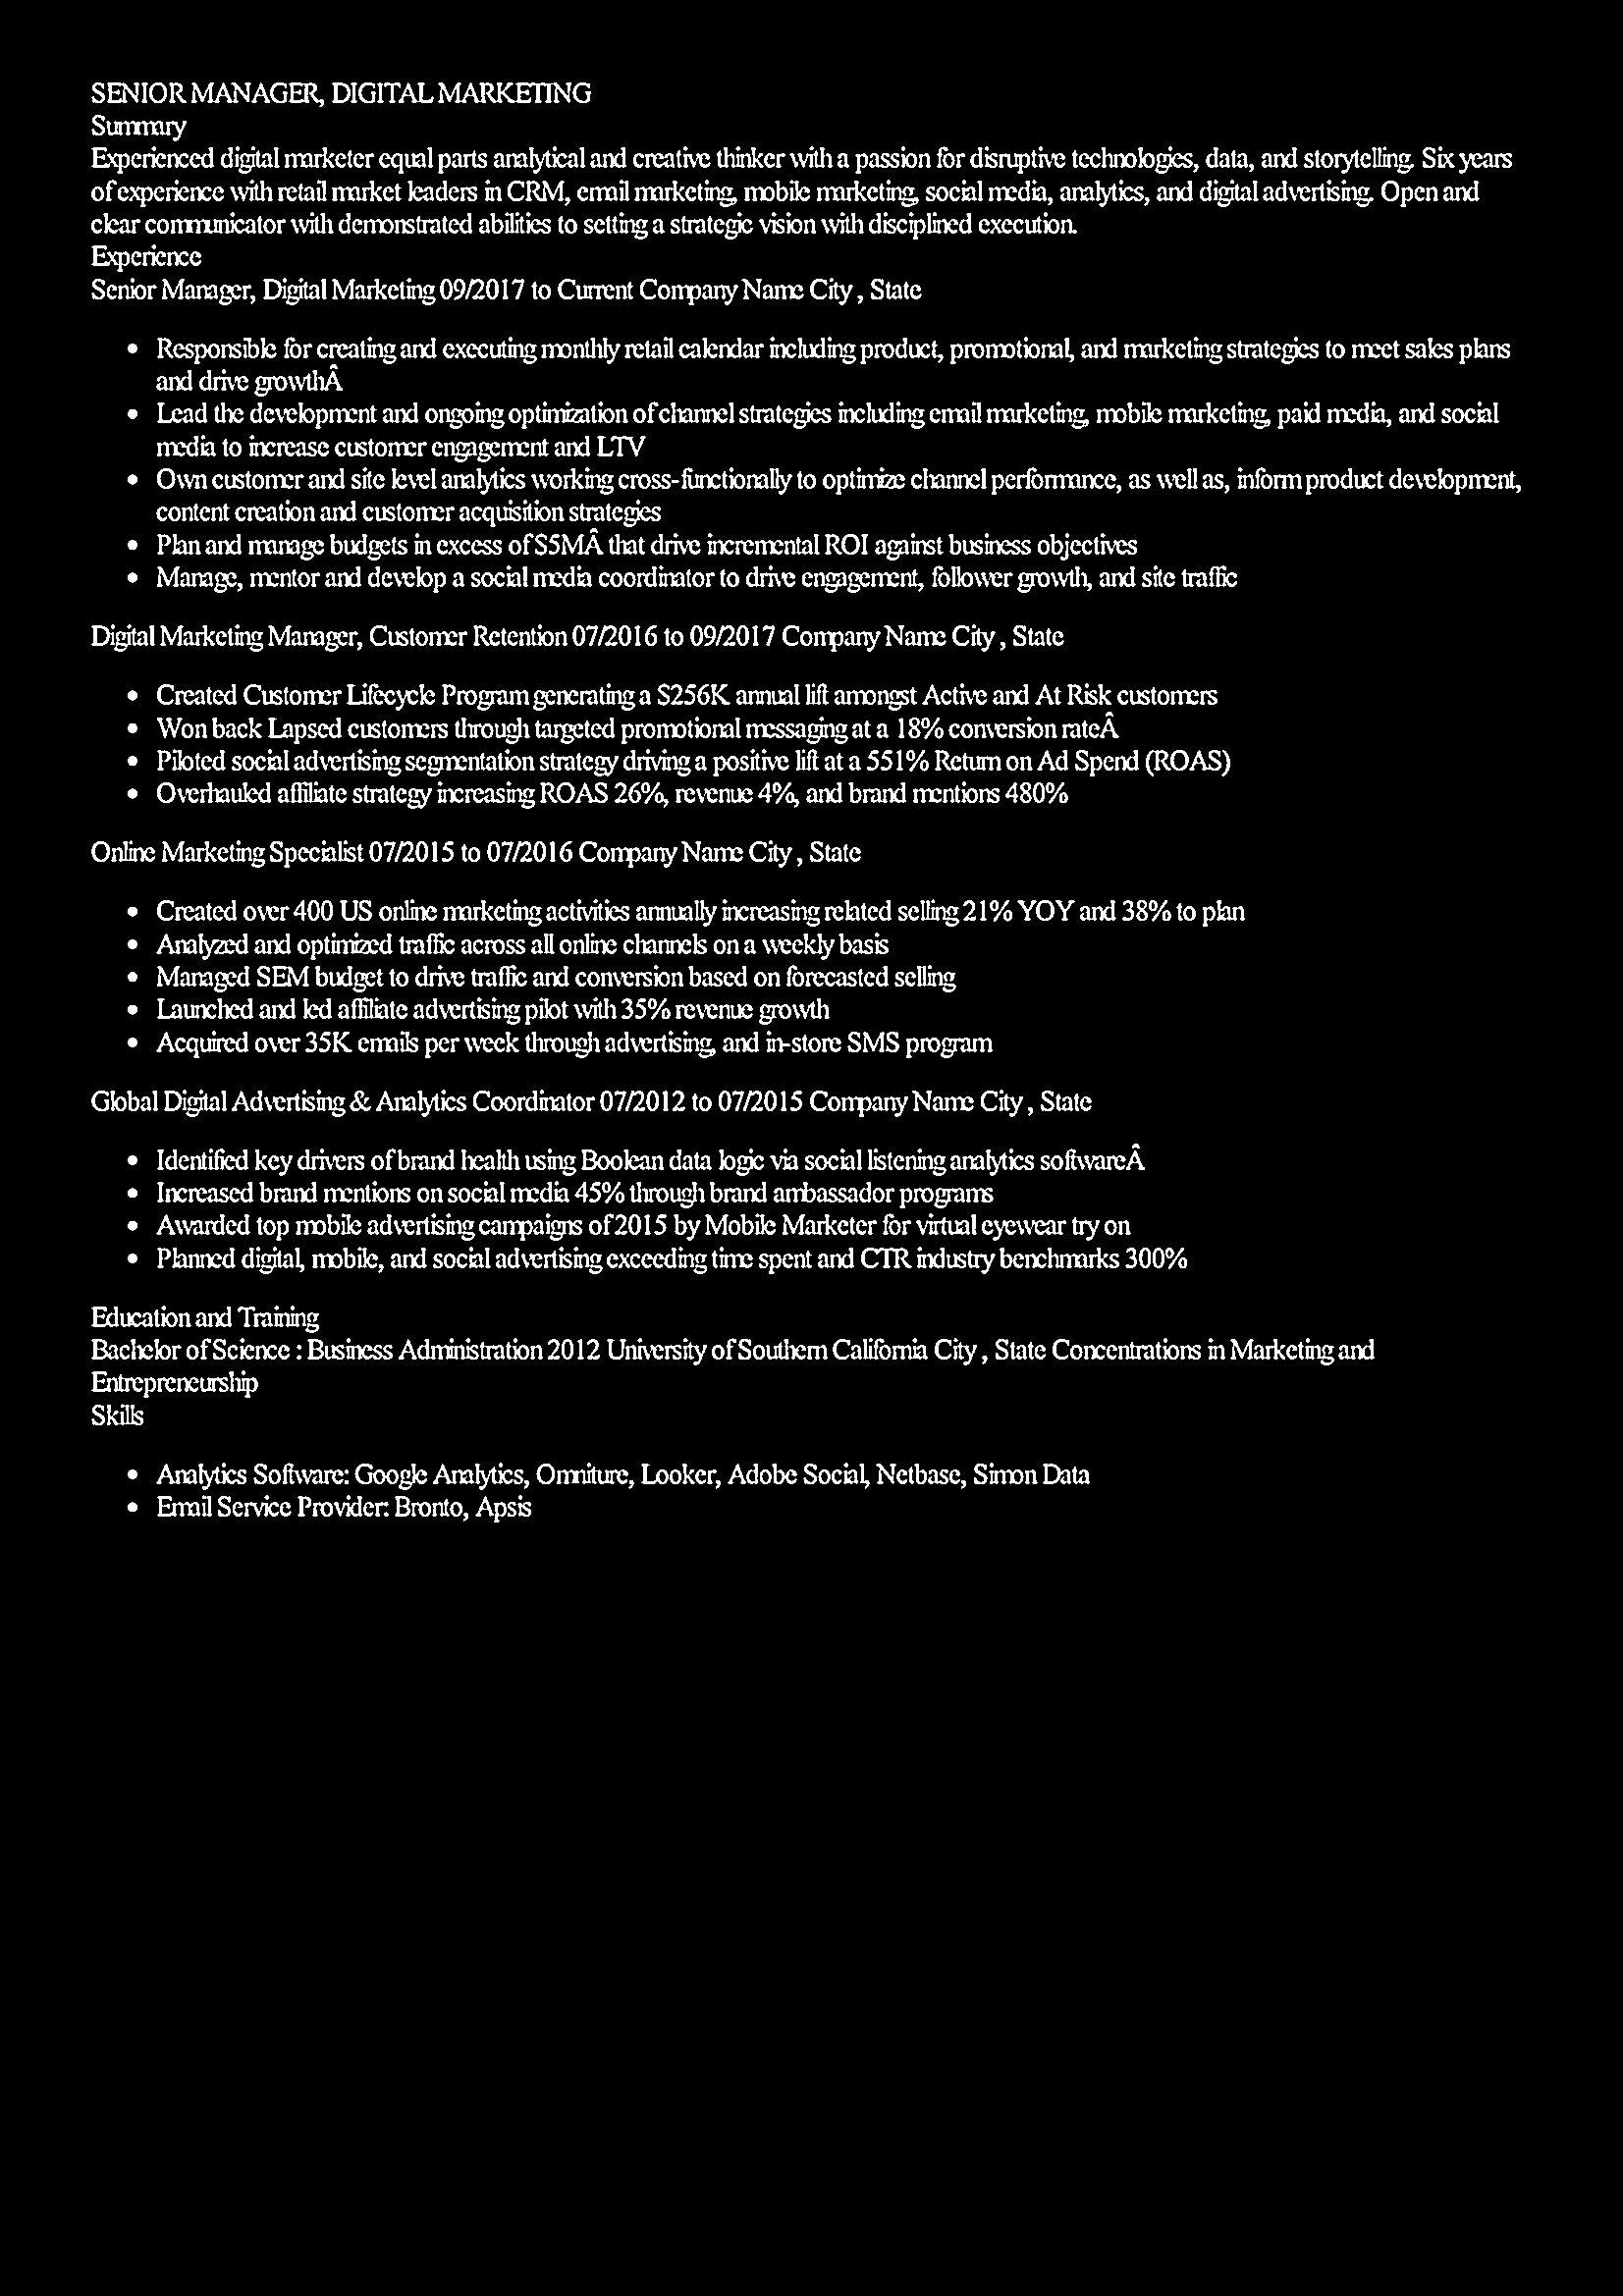 SENIOR MANAGER, DIGITAL MARKETING
Summary
Experienced digital marketer equal parts analytical and creative thinker with a passion for disruptive technologies, data, and storytelling. Six years
of experience with retail market leaders in CRM, email marketing, mobile marketing, social media, analytics, and digital advertising. Open and
clear communicator with demonstrated abilities to setting a strategic vision with disciplined execution.
Experience
Senior Manager, Digital Marketing 09/2017 to Current Company Name City , State
• Responsible for creating and executing monthly retail calendar including product, promotional, and marketing strategies to meet sales plans
and drive growthÂ
• Lead the development and ongoing optimization of channel strategies including email marketing, mobile marketing, paid media, and social
media to increase customer engagement and LTV
• Own customer and site level analytics working cross-functionally to optimize channel performance, as well as, inform product development,
content creation and customer acquisition strategies
• Plan and manage budgets in excess of $5MÂ that drive incremental ROI against business objectives
• Manage, mentor and develop a social media coordinator to drive engagement, follower growth, and site traffic
Digital Marketing Manager, Customer Retention 07/2016 to 09/2017 Company Name City , State
• Created Customer Lifecycle Program generating a $256K annual lift amongst Active and At Risk customers
• Won back Lapsed customers through targeted promotional messaging at a 18% conversion rateÂ
• Piloted social advertising segmentation strategy driving a positive lift at a 551% Return on Ad Spend (ROAS)
• Overhauled affiliate strategy increasing ROAS 26%, revenue 4%, and brand mentions 480%
Online Marketing Specialist 07/2015 to 07/2016 Company Name City , State
• Created over 400 US online marketing activities annually increasing related selling 21% YOY and 38% to plan
• Analyzed and optimized traffic across all online channels on a weekly basis
• Managed SEM budget to drive traffic and conversion based on forecasted selling
• Launched and led affiliate advertising pilot with 35% revenue growth
• Acquired over 35K emails per week through advertising, and in-store SMS program
Global Digital Advertising & Analytics Coordinator 07/2012 to 07/2015 Company Name City , State
• Identified key drivers of brand health using Boolean data logic via social listening analytics softwareÂ
• Increased brand mentions on social media 45% through brand ambassador programs
• Awarded top mobile advertising campaigns of 2015 by Mobile Marketer for virtual eyewear try on
• Planned digital, mobile, and social advertising exceeding time spent and CTR industry benchmarks 300%
Education and Training
Bachelor of Science : Business Administration 2012 University of Southern California City , State Concentrations in Marketing and
Entrepreneurship
Skills
• Analytics Software: Google Analytics, Omniture, Looker, Adobe Social, Netbase, Simon Data
• Email Service Provider: Bronto, Apsis